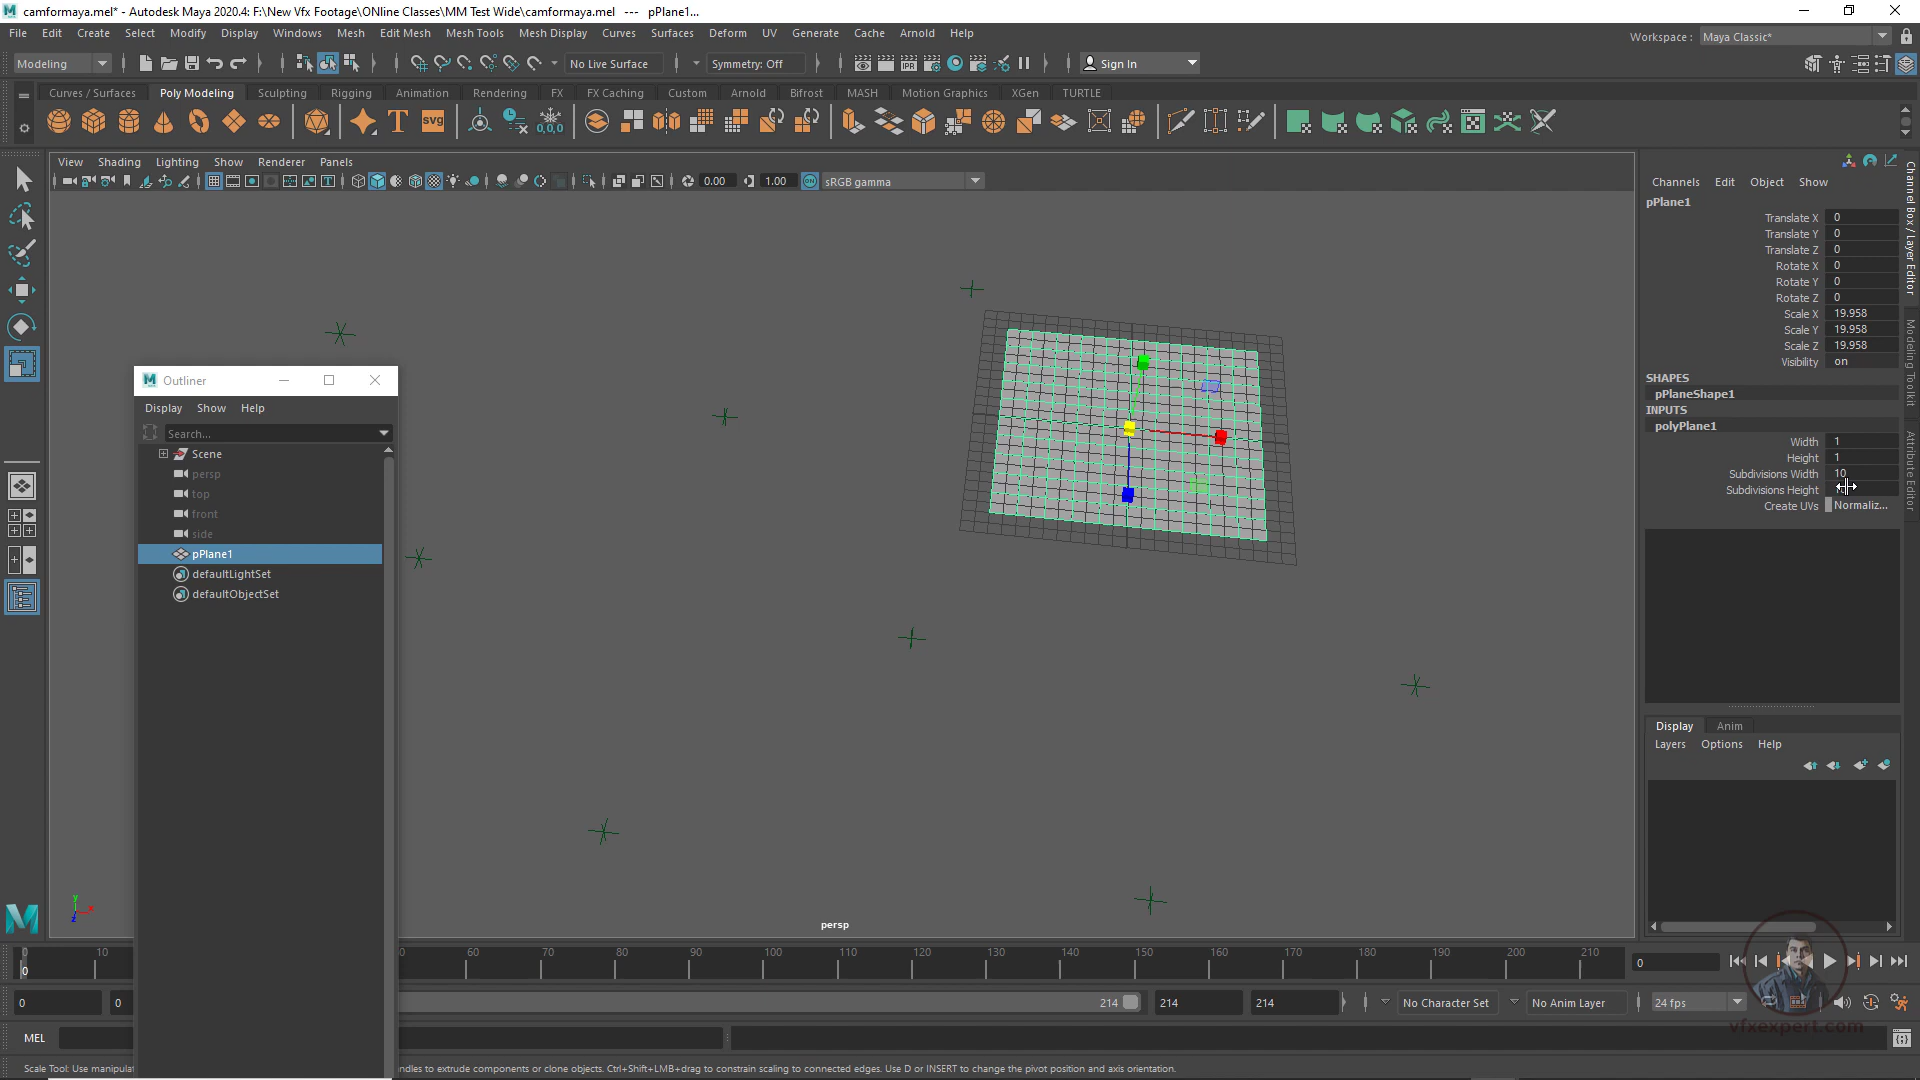 camformaya.mel* - Autodesk Maya 2020.4: F:\New Vfx Footage\ONline Classes\MM Test Wide\camformaya.mel --- pPlane1...
File Edit Create Select Modify Display Windows Mesh Edit Mesh Mesh Tools Mesh Display Curves Surfaces Deform UV Generate Cache Arnold Help
Workspace : Maya Classic*
Modeling
No Live Surface
Symmetry: Off
Sign In
Curves / Surfaces Poly Modeling Sculpting Rigging Animation Rendering FX FX Caching Custom Arnold Bifrost MASH Motion Graphics XGen TURTLE
T svg
0,0,0
IPR
View Shading Lighting Show Renderer Panels
0.00 1.00 sRGB gamma
Channels Edit Object Show
pPlane1
Translate X 0
Translate Y 0
Translate Z 0
Rotate X 0
Rotate Y 0
Rotate Z 0
Scale X 19.958
Scale Y 19.958
Scale Z 19.958
Visibility on
SHAPES
pPlaneShape1
INPUTS
polyPlane1
Width 1
Height 1
Subdivisions Width 10
Subdivisions Height
Create UVs Normaliz...
Channel Box / Layer Editor
Modeling Toolkit
Attribute Editor
Outliner
Display Show Help
Search...
Scene
persp
top
front
side
pPlane1
defaultLightSet
defaultObjectSet
y
x
z
persp
Display Anim
Layers Options Help
0 10 60 70 80 90 100 110 120 130 140 150 160 170 180 190 200 210
0
0
0 0 214 214 214 No Character Set No Anim Layer 24 fps
MEL
vfxexpert.com
Scale Tool: Use manipulat
ndles to extrude components or clone objects. Ctrl+Shift+LMB+drag to constrain scaling to connected edges. Use D or INSERT to change the pivot position and axis orientation.